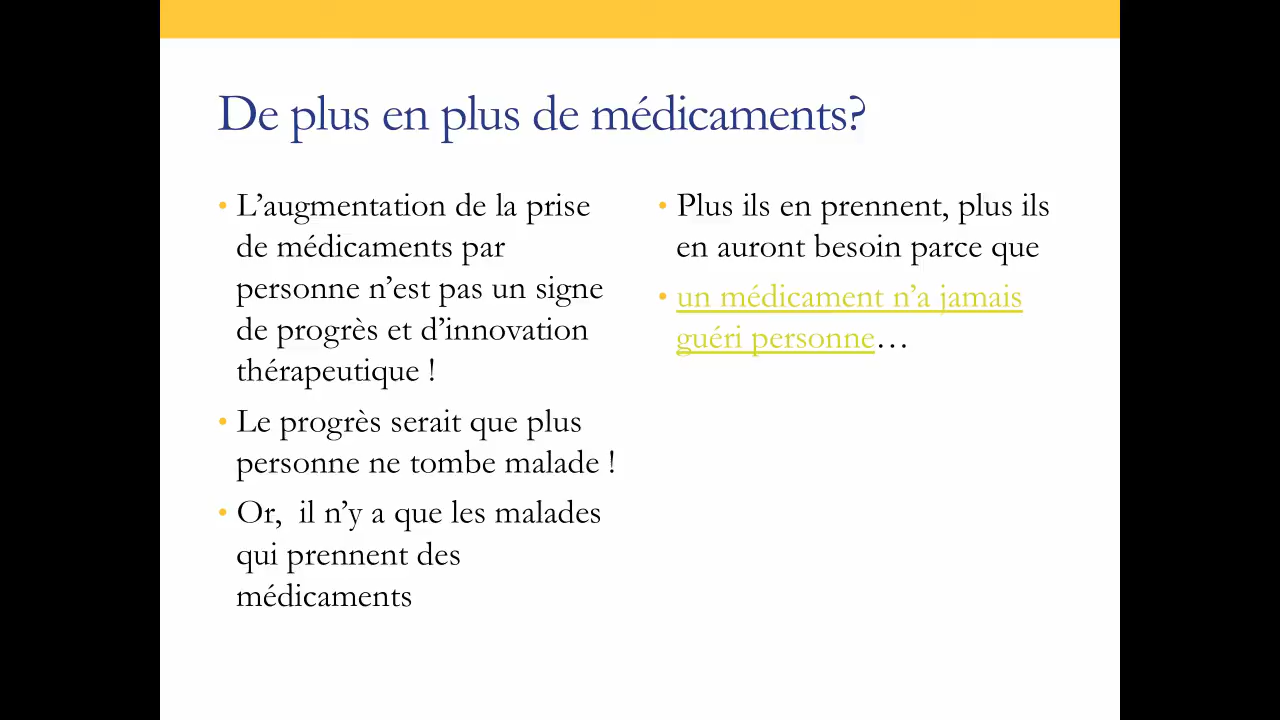 De plus en plus de médicaments?
• L’augmentation de la prise
de médicaments par
personne n’est pas un signe
de progrès et d’innovation
thérapeutique !
• Le progrès serait que plus
personne ne tombe malade !
• Or,  il n’y a que les malades
qui prennent des
médicaments
• Plus ils en prennent, plus ils
en auront besoin parce que
• un médicament n’a jamais
guéri personne…